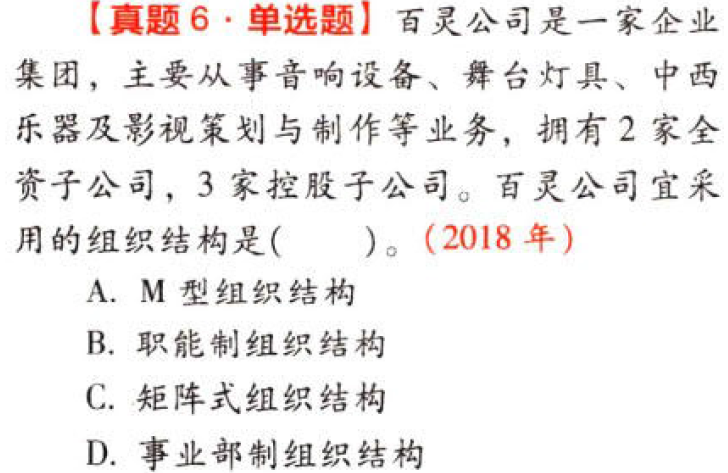 【真题6·单选题】百灵公司是一家企业
集团，主要从事音响设备、舞台灯具、中西
乐器及影视策划与制作等业务，拥有2家全
资子公司，3家控股子公司。百灵公司宜采
用的组织结构是(　　)。(2018年)
A. M型组织结构
B. 职能制组织结构
C. 矩阵式组织结构
D. 事业部制组织结构